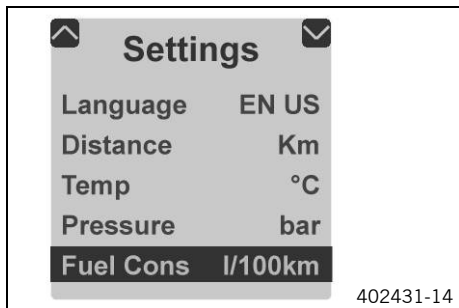 Settings
Language EN US
Distance Km
Temp °C
Pressure bar
Fuel Cons l/100km
402431-14